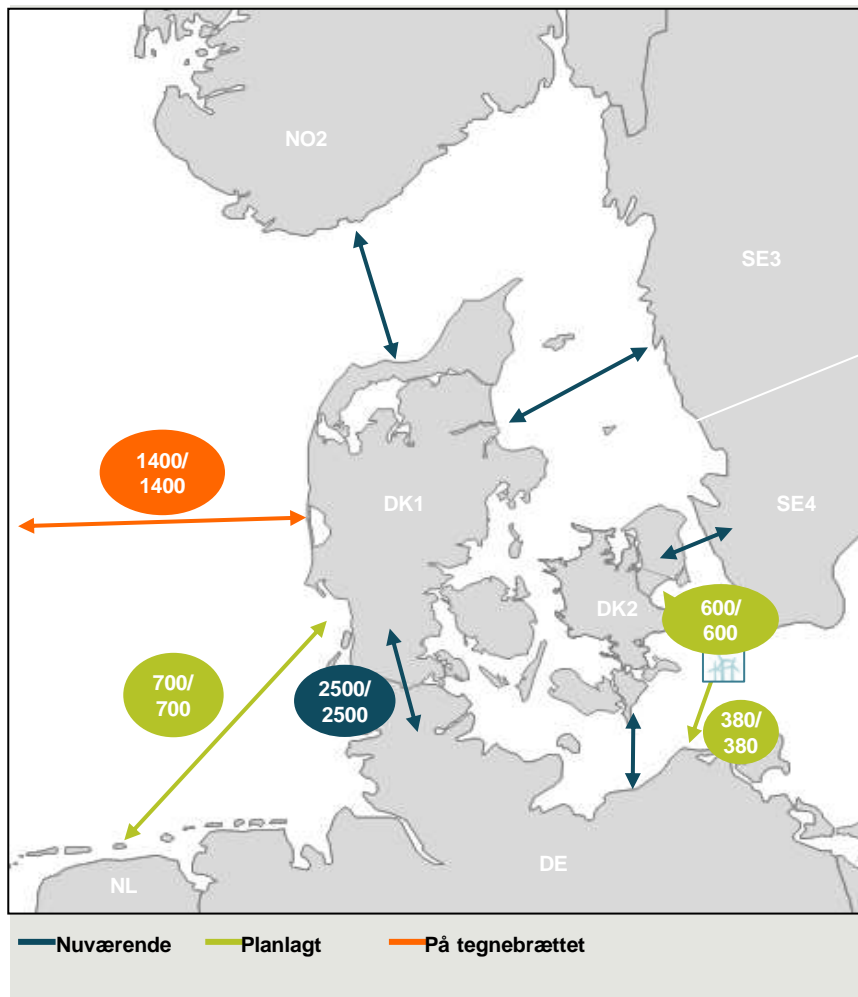 NO2
SE3
1400/
1400
DK1
SE4
DK2
600/
600
700/
700
2500/
2500
380/
380
DE
NL
Nuværende Planlagt På tegnebrættet